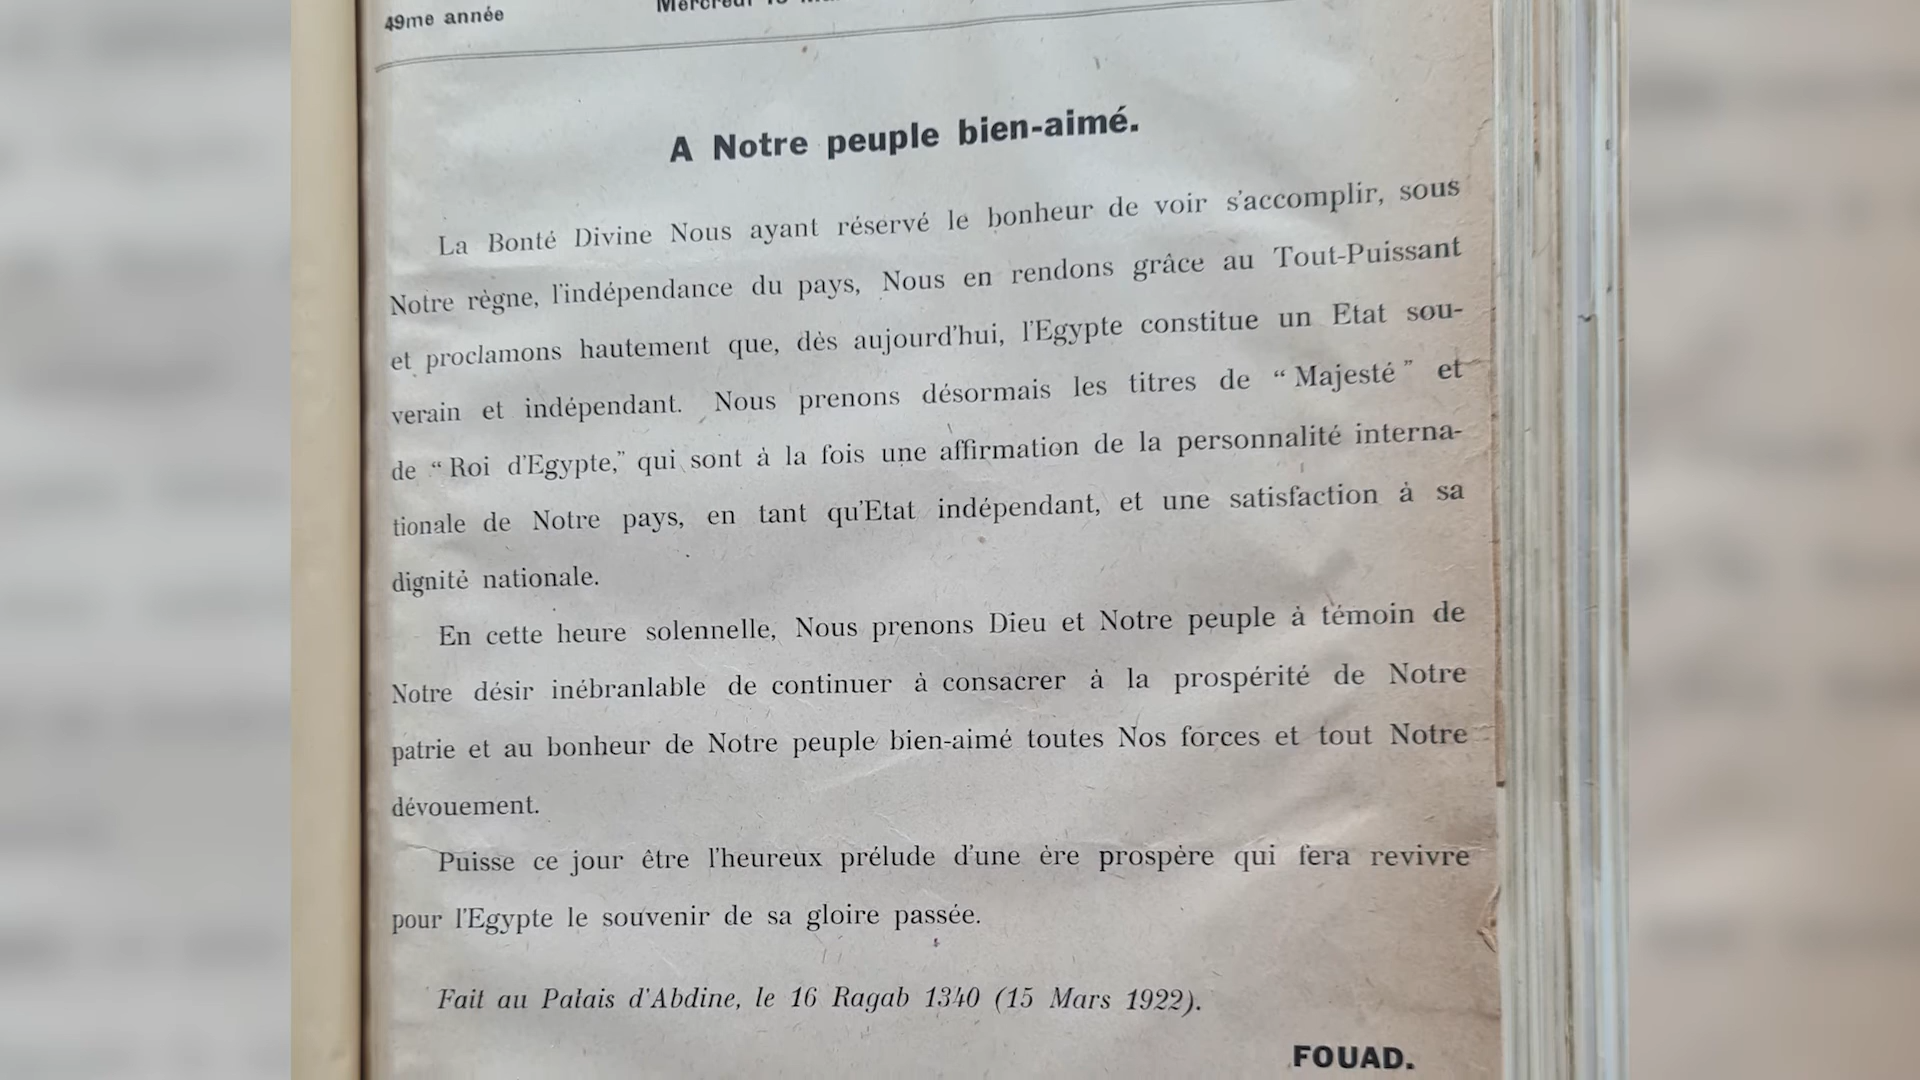 49me année
Mercredi
A Notre peuple bien-aimé.
La Bonté Divine Nous ayant réservé le bonheur de voir s'accomplir, sous
Notre règne, l'indépendance du pays, Nous en rendons grâce au Tout-Puissant
et proclamons hautement que, dès aujourd'hui, l'Egypte constitue un Etat sou-
verain et indépendant. Nous prenons désormais les titres de “ Majesté ” et
de “ Roi d'Egypte,” qui sont à la fois une affirmation de la personnalité interna-
tionale de Notre pays, en tant qu'Etat indépendant, et une satisfaction à sa
dignité nationale.
En cette heure solennelle, Nous prenons Dieu et Notre peuple à témoin de
Notre désir inébranlable de continuer à consacrer à la prospérité de Notre
patrie et au bonheur de Notre peuple bien-aimé toutes Nos forces et tout Notre
dévouement.
Puisse ce jour être l'heureux prélude d'une ère prospère qui fera revivre
pour l'Egypte le souvenir de sa gloire passée.
Fait au Palais d'Abdine, le 16 Ragab 1340 (15 Mars 1922).
FOUAD.